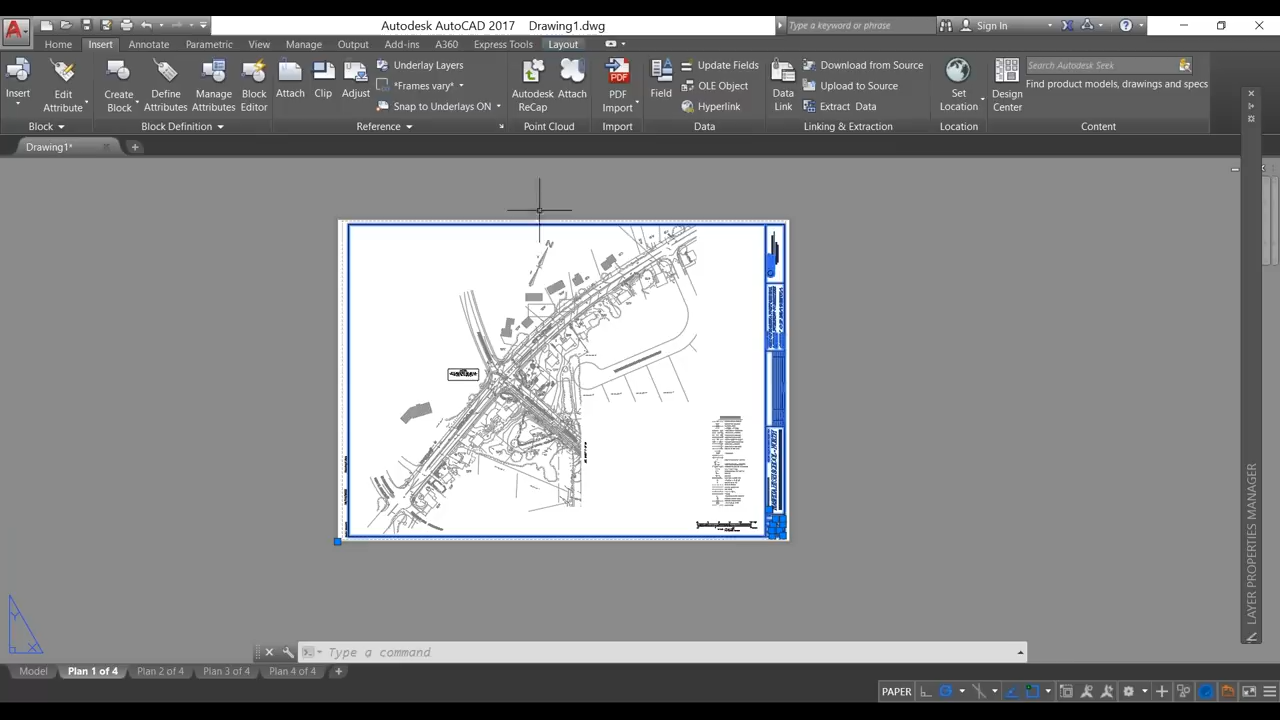 Autodesk AutoCAD 2017 Drawing1.dwg
Type a keyword or phrase
Sign In
Home Insert Annotate Parametric View Manage Output Add-ins A360 Express Tools Layout
Insert
Edit
Attribute
Create
Block
Define
Attributes
Manage
Attributes
Block
Editor
Attach
Clip
Adjust
Underlay Layers
*Frames vary*
Snap to Underlays ON
Autodesk
ReCap
Attach
PDF
PDF
Import
Field
Update Fields
OLE Object
Hyperlink
Data
Link
Download from Source
Upload to Source
Extract Data
Set
Location
Design
Center
Search Autodesk Seek
Find product models, drawings and specs
Block
Block Definition
Reference
Point Cloud
Import
Data
Linking & Extraction
Location
Content
Drawing1*
N
LAYER PROPERTIES MANAGER
Y
X
Type a command
Model Plan 1 of 4 Plan 2 of 4 Plan 3 of 4 Plan 4 of 4
PAPER